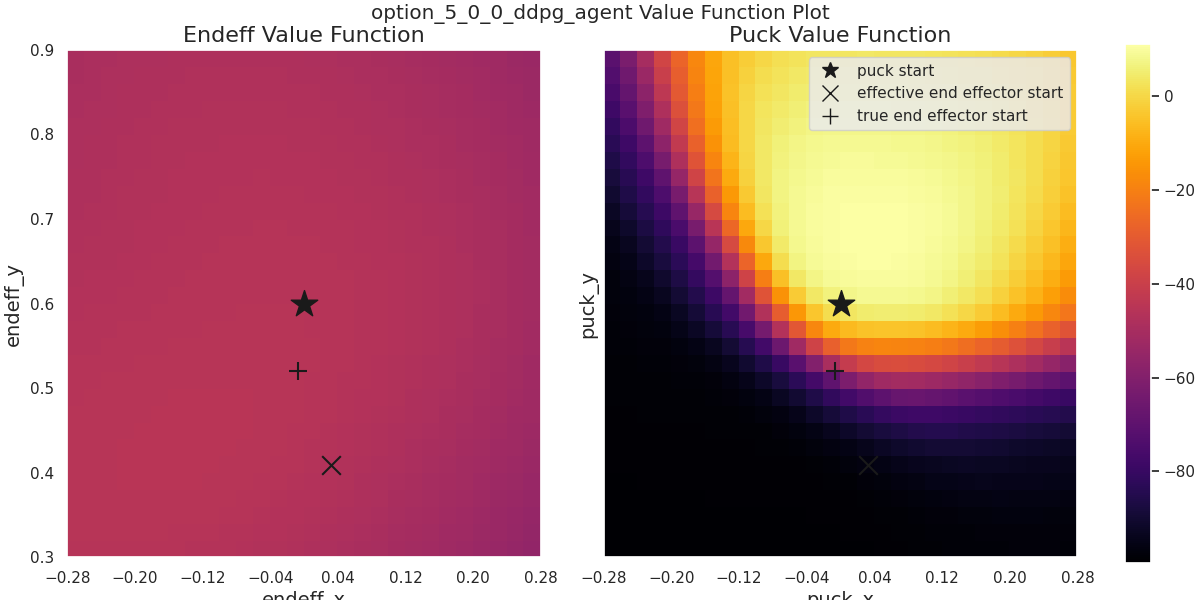 option_5_0_0_ddpg_agent Value Function Plot
Endeff Value Function
Puck Value Function
0.9
0.8
0.7
0.6
0.5
0.4
0.3
endeff_y
−0.28 −0.20 −0.12 −0.04 0.04 0.12 0.20 0.28
endeff_x
puck start
effective end effector start
true end effector start
puck_y
−0.28 −0.20 −0.12 −0.04 0.04 0.12 0.20 0.28
puck_x
0
−20
−40
−60
−80